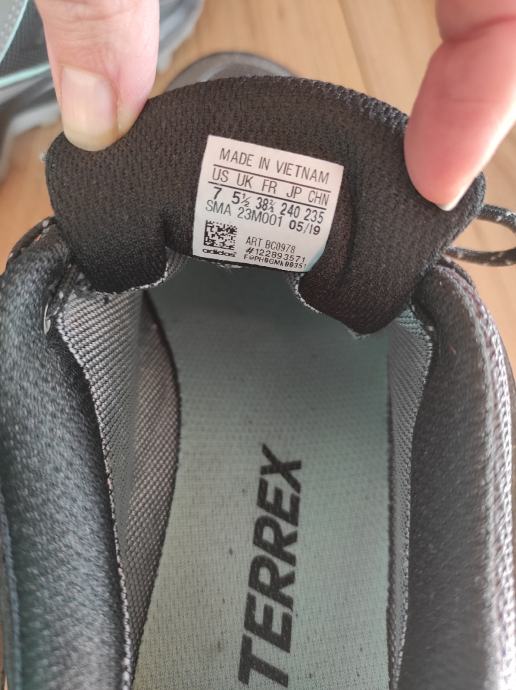 MADE IN VIETNAM
US UK FR JP CHN
7 5½ 38⅔ 240 235
SMA 23M001 05/19
ART BC0978
#122893571
adidas
TERREX